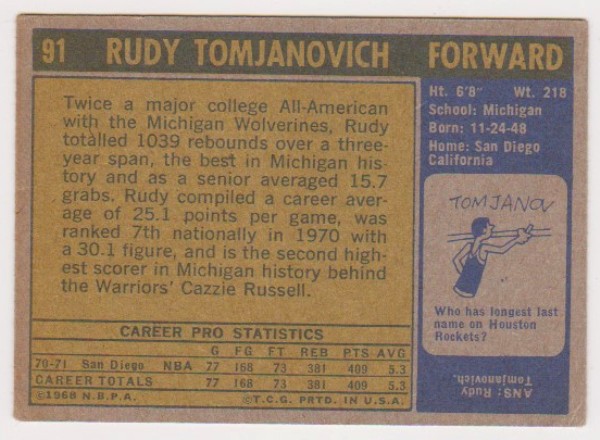 91 RUDY TOMJANOVICH FORWARD
Twice a major college All-American
with the Michigan Wolverines, Rudy
totalled 1039 rebounds over a three-
year span, the best in Michigan his-
tory and as a senior averaged 15.7
grabs. Rudy compiled a career aver-
age of 25.1 points per game, was
ranked 7th nationally in 1970 with
a 30.1 figure, and is the second high-
est scorer in Michigan history behind
the Warriors' Cazzie Russell.
Ht. 6'8" Wt. 218
School: Michigan
Born: 11-24-48
Home: San Diego
California
TOMJANOV
Who has longest last
name on Houston
Rockets?
ANS: Rudy
Tomjanovich.
CAREER PRO STATISTICS
G FG FT REB PTS AVG
70-71 San Diego NBA 77 168 73 381 409 5.3
CAREER TOTALS 77 168 73 381 409 5.3
©1968 N.B.P.A. ©T.C.G. PRTD. IN U.S.A.